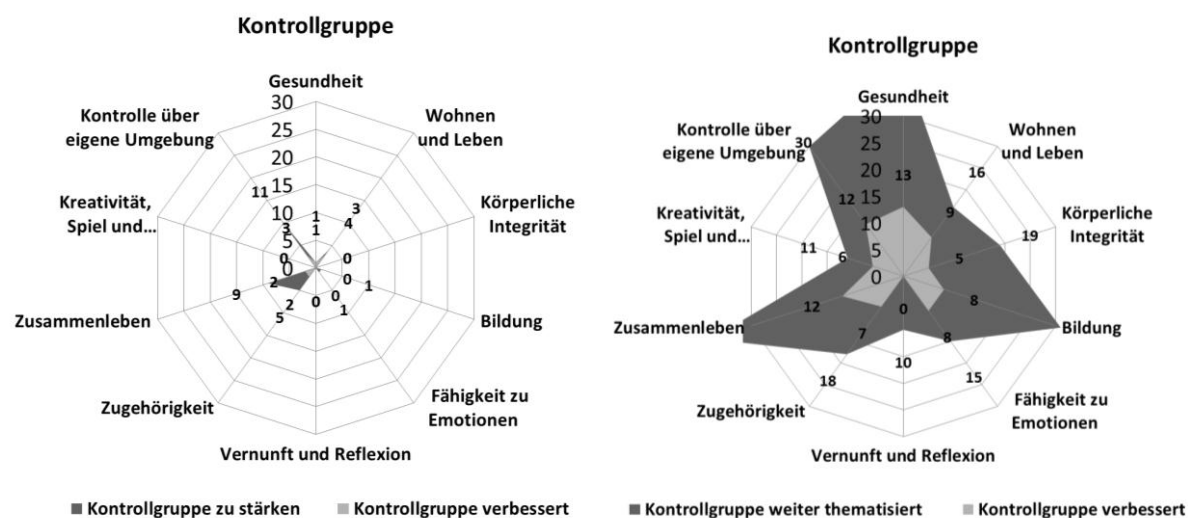 Kontrollgruppe
Gesundheit
Kontrolle über
eigene Umgebung
Wohnen
und Leben
Kreativität,
Spiel und...
Körperliche
Integrität
Zusammenleben
Bildung
Zugehörigkeit
Fähigkeit zu
Emotionen
Vernunft und Reflexion
30
25
20
15
10
5
0
1
1
3
4
0
0
1
0
1
0
2
5
2
9
0
3
11
Kontrollgruppe zu stärken
Kontrollgruppe verbessert
Kontrollgruppe
Gesundheit
Kontrolle über
eigene Umgebung
Wohnen
und Leben
Kreativität,
Spiel und...
Körperliche
Integrität
Zusammenleben
Bildung
Zugehörigkeit
Fähigkeit zu
Emotionen
Vernunft und Reflexion
30
25
20
15
10
5
0
13
9
16
5
19
8
8
15
0
10
7
18
12
6
11
12
30
Kontrollgruppe weiter thematisiert
Kontrollgruppe verbessert